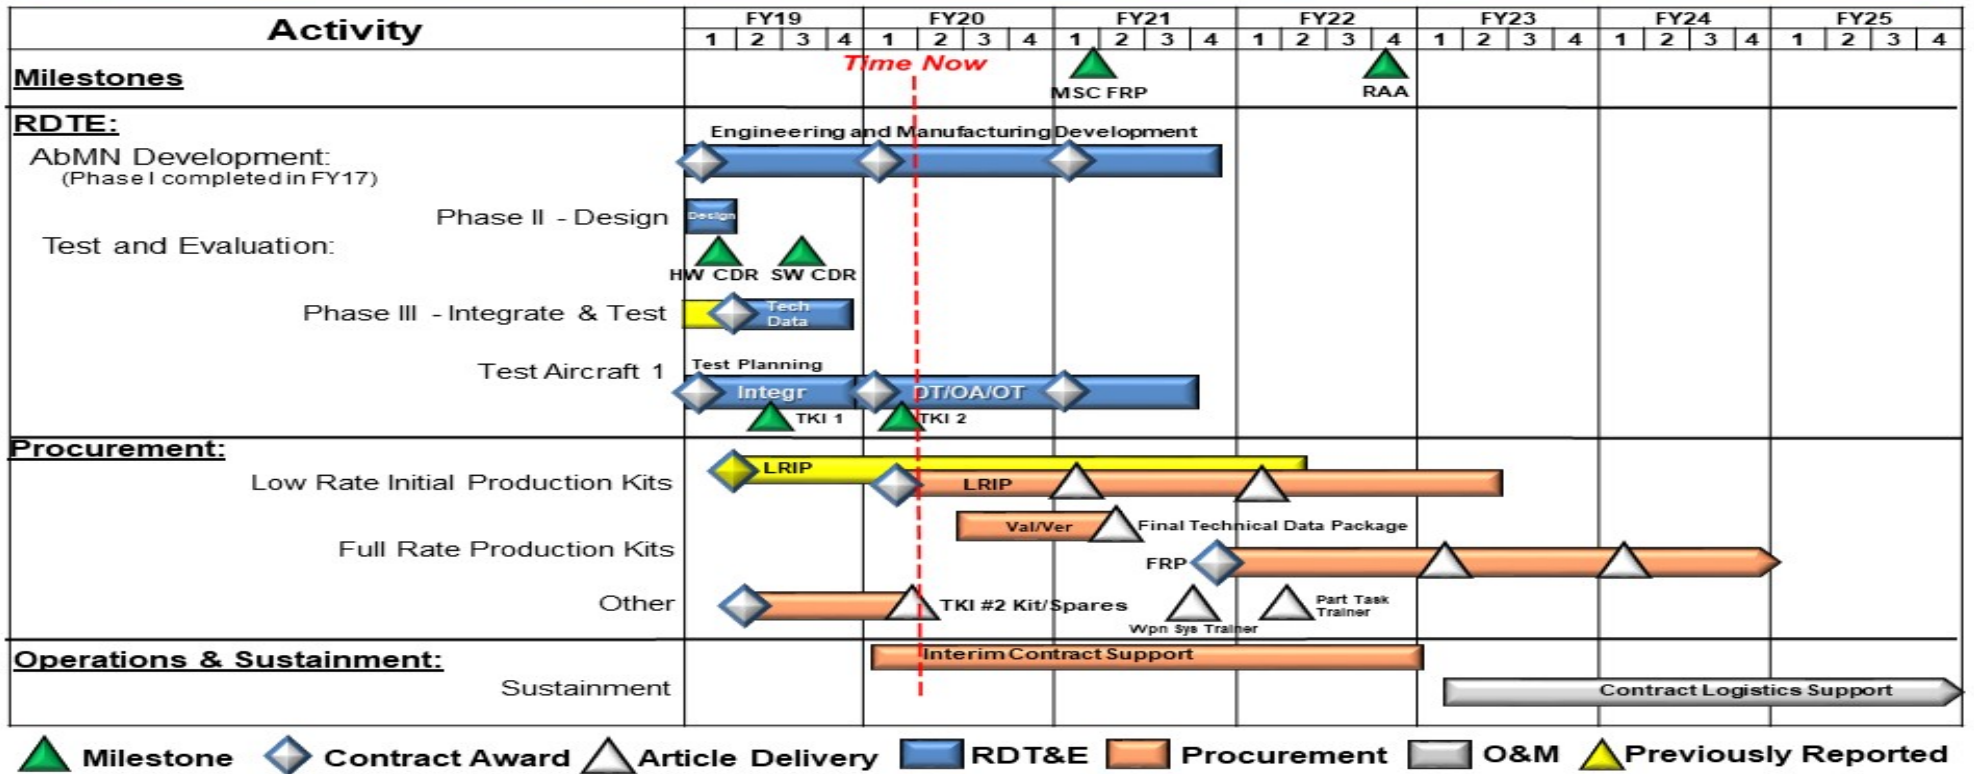 Activity
FY19 FY20 FY21 FY22 FY23 FY24 FY25
1 2 3 4 1 2 3 4 1 2 3 4 1 2 3 4 1 2 3 4 1 2 3 4 1 2 3 4
Time Now
Milestones
MSC FRP
RAA
RDTE:
Engineering and Manufacturing Development
AbMN Development:
(Phase I completed in FY17)
Phase II - Design
Design
Test and Evaluation:
HW CDR SW CDR
Phase III - Integrate & Test
Tech
Data
Test Aircraft 1
Test Planning
Integr
DT/OA/OT
TKI 1
TKI 2
Procurement:
LRIP
Low Rate Initial Production Kits
LRIP
Val/Ver
Final Technical Data Package
Full Rate Production Kits
FRP
Other
TKI #2 Kit/Spares
Wpn Sys Trainer
Part Task
Trainer
Operations & Sustainment:
Interim Contract Support
Sustainment
Contract Logistics Support
Milestone
Contract Award
Article Delivery
RDT&E
Procurement
O&M
Previously Reported